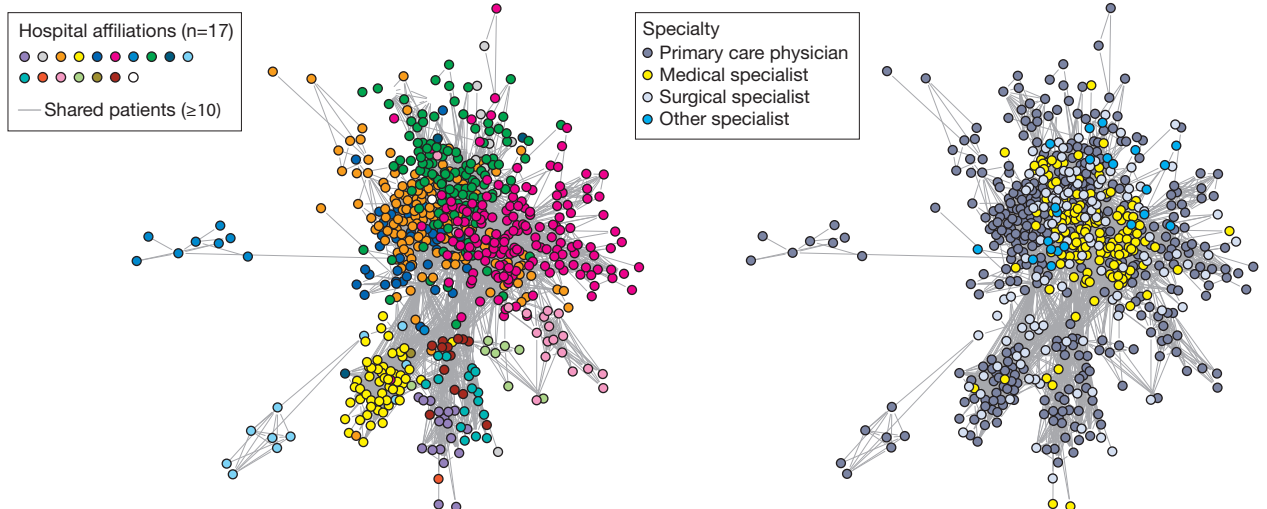 Hospital affiliations (n=17)
Shared patients (≥10)
Specialty
Primary care physician
Medical specialist
Surgical specialist
Other specialist